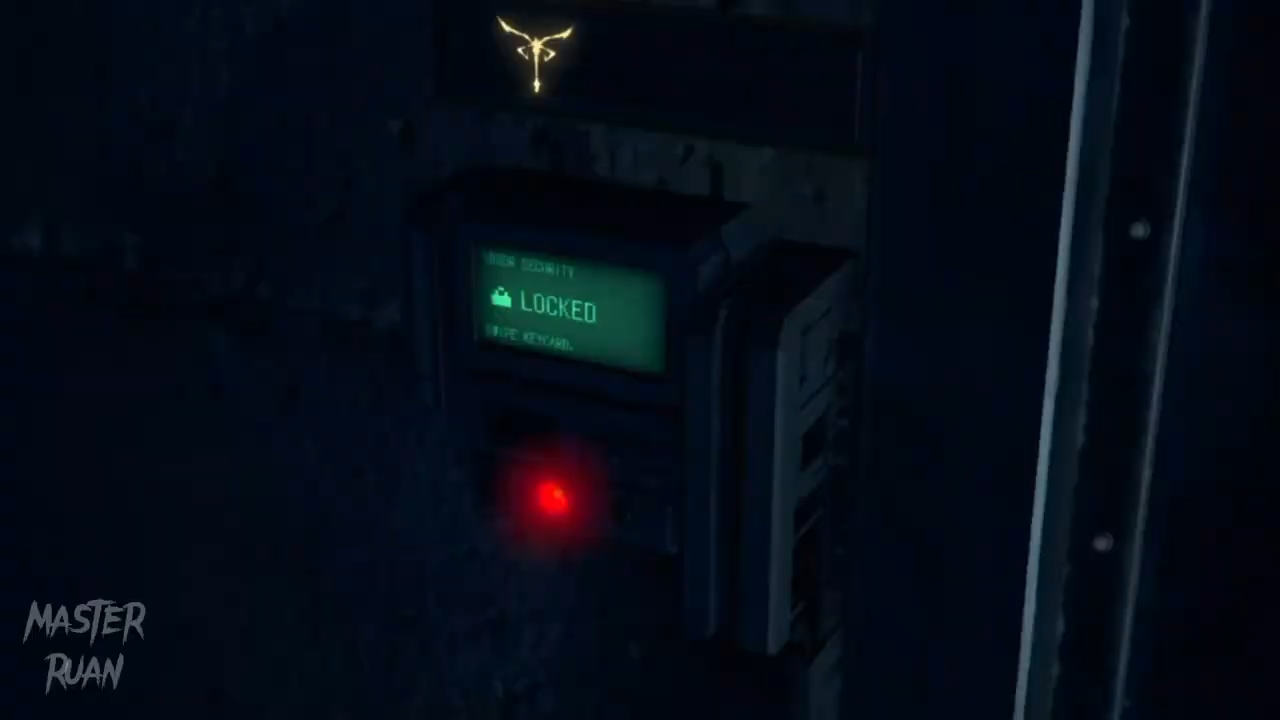 DOOR SECURITY
LOCKED
SWIPE KEYCARD.
MASTER
RUAN